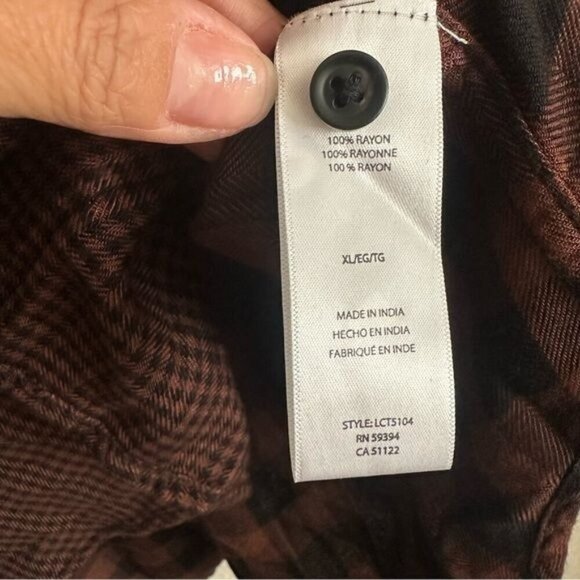 100% RAYON
100% RAYONNE
100% RAYON
XL/EG/TG
MADE IN INDIA
HECHO EN INDIA
FABRIQUÉ EN INDE
STYLE: LCT5104
RN 59394
CA 51122